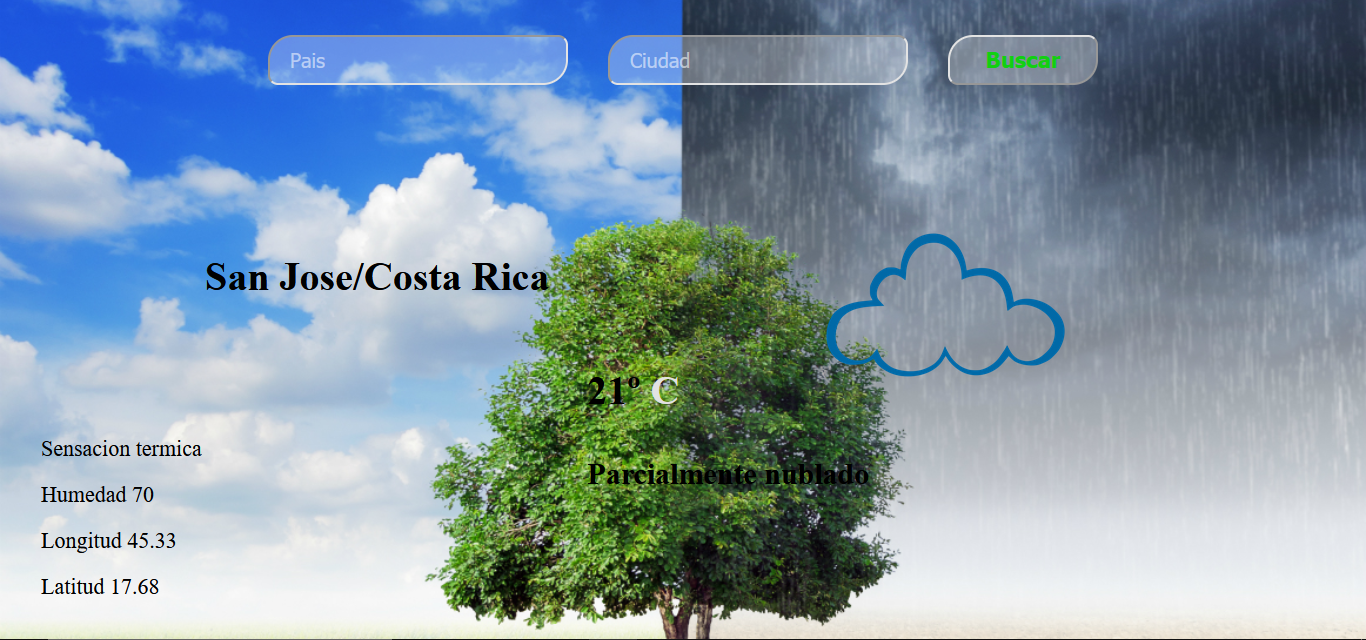 Pais
Ciudad
Buscar
San Jose/Costa Rica
21º C
Parcialmente nublado
Sensacion termica
Humedad 70
Longitud 45.33
Latitud 17.68